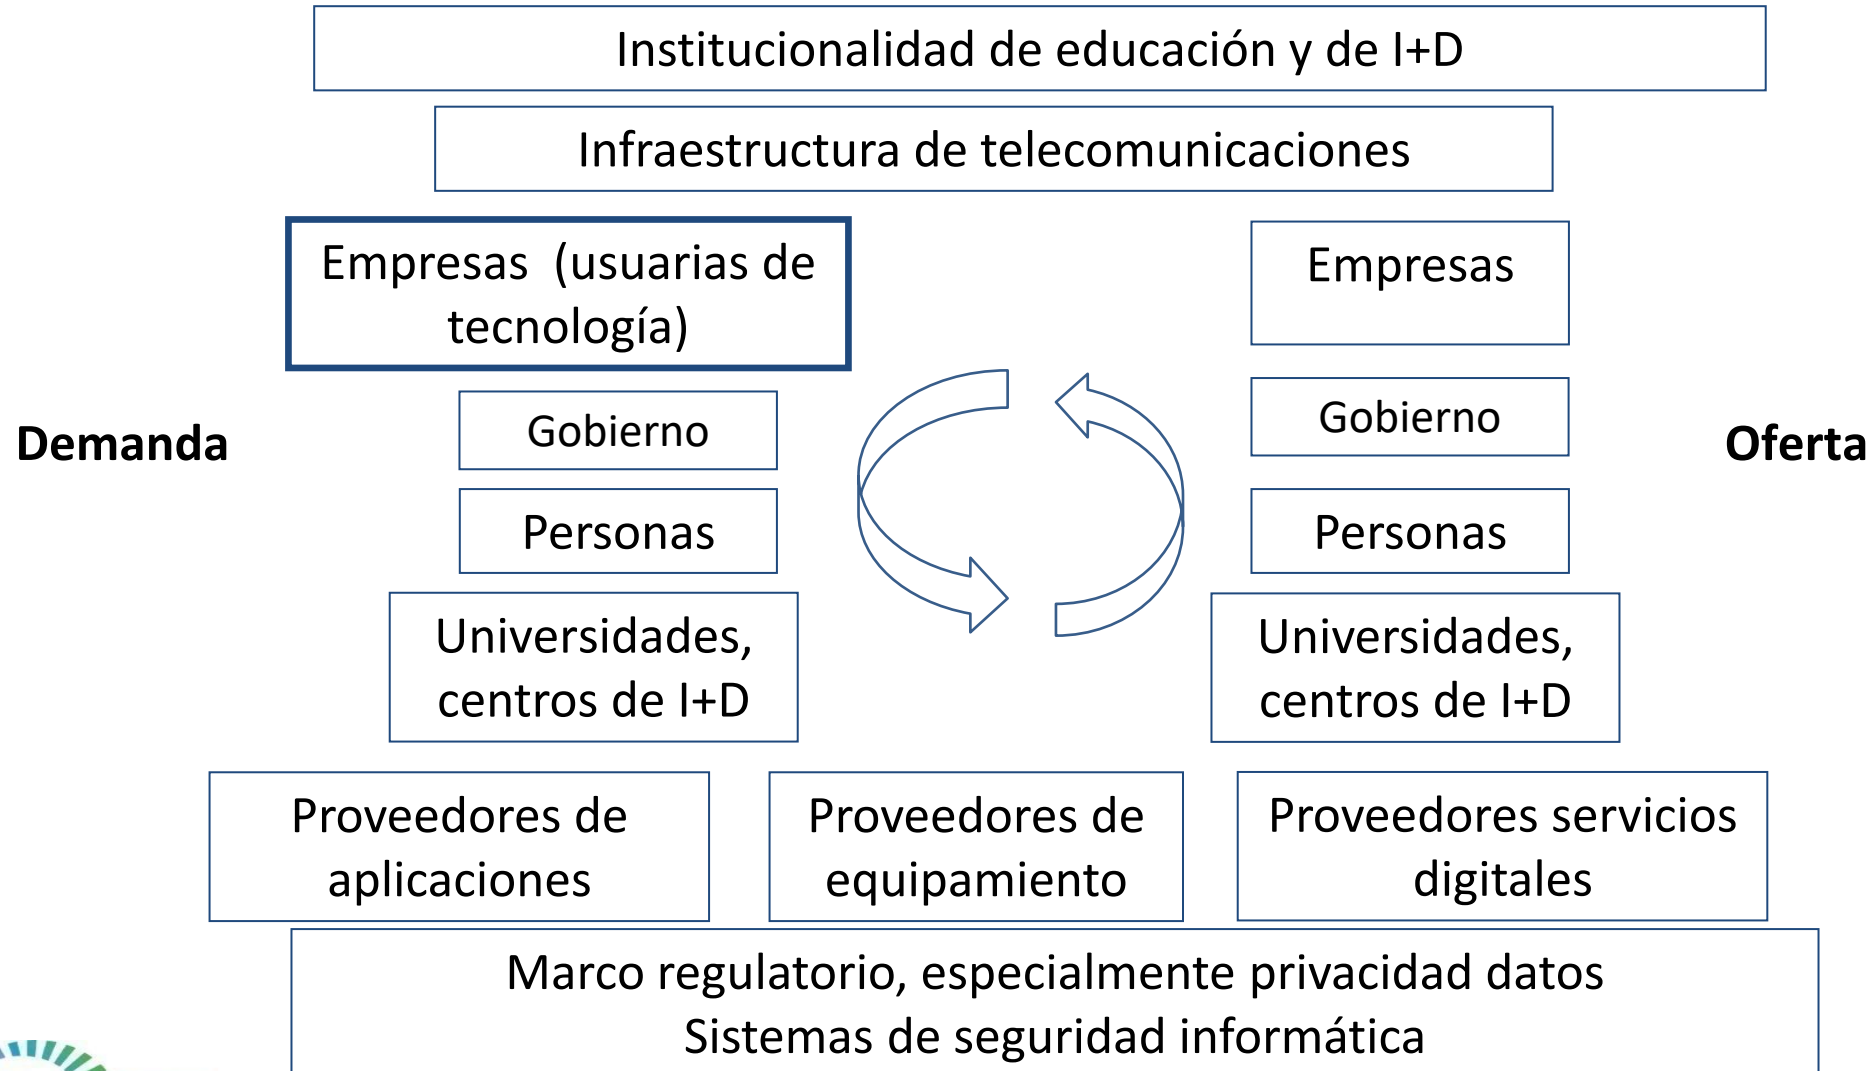 Institucionalidad de educación y de I+D
Infraestructura de telecomunicaciones
Empresas (usuarias de
tecnología)
Empresas
Demanda
Gobierno
Gobierno
Oferta
Personas
Personas
Universidades,
centros de I+D
Universidades,
centros de I+D
Proveedores de
aplicaciones
Proveedores de
equipamiento
Proveedores servicios
digitales
Marco regulatorio, especialmente privacidad datos
Sistemas de seguridad informática